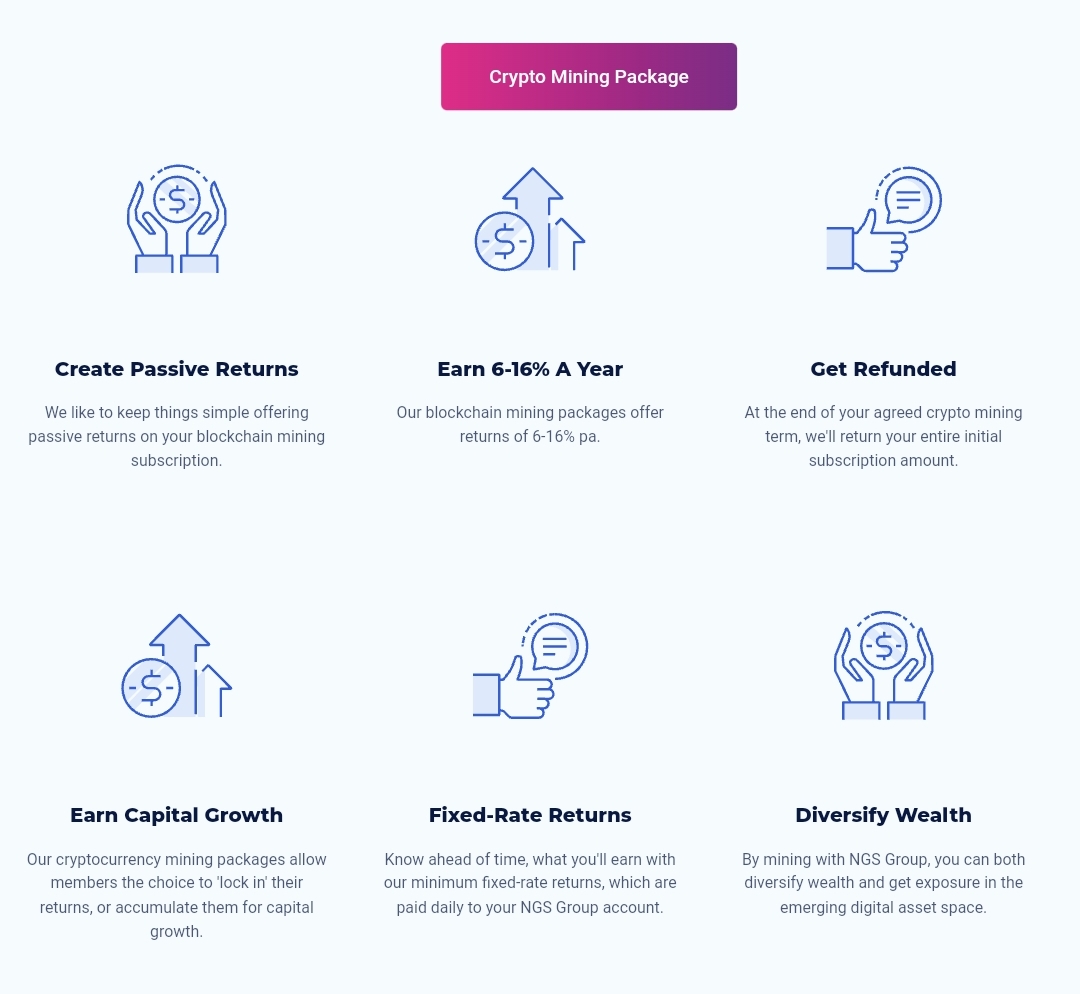 Crypto Mining Package
Create Passive Returns
We like to keep things simple offering
passive returns on your blockchain mining
subscription.
Earn 6-16% A Year
Our blockchain mining packages offer
returns of 6-16% pa.
Get Refunded
At the end of your agreed crypto mining
term, we'll return your entire initial
subscription amount.
Earn Capital Growth
Our cryptocurrency mining packages allow
members the choice to 'lock in' their
returns, or accumulate them for capital
growth.
Fixed-Rate Returns
Know ahead of time, what you'll earn with
our minimum fixed-rate returns, which are
paid daily to your NGS Group account.
Diversify Wealth
By mining with NGS Group, you can both
diversify wealth and get exposure in the
emerging digital asset space.